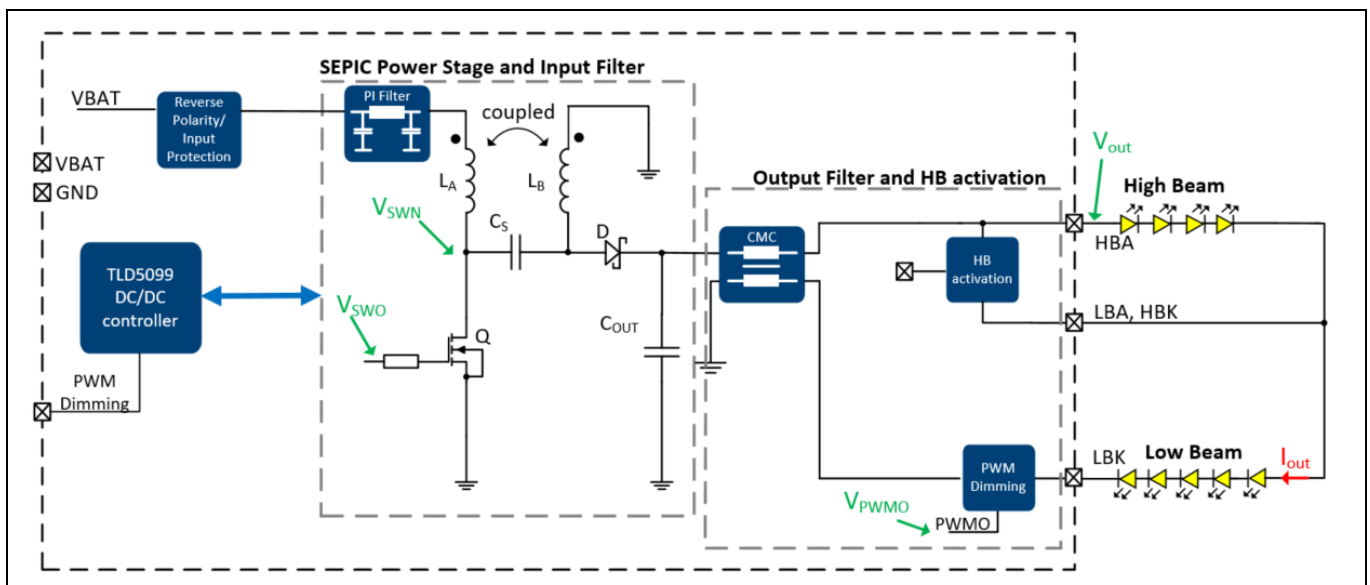 SEPIC Power Stage and Input Filter
VBAT
Reverse
Polarity/
Input
Protection
PI Filter
coupled
VBAT
GND
LA
LB
VSWN
CS
D
TLD5099
DC/DC
controller
PWM
Dimming
VSWO
Q
COUT
Output Filter and HB activation
CMC
HB
activation
Vout
High Beam
HBA
LBA, HBK
Low Beam
LBK
Iout
PWM
Dimming
VPWMO
PWMO